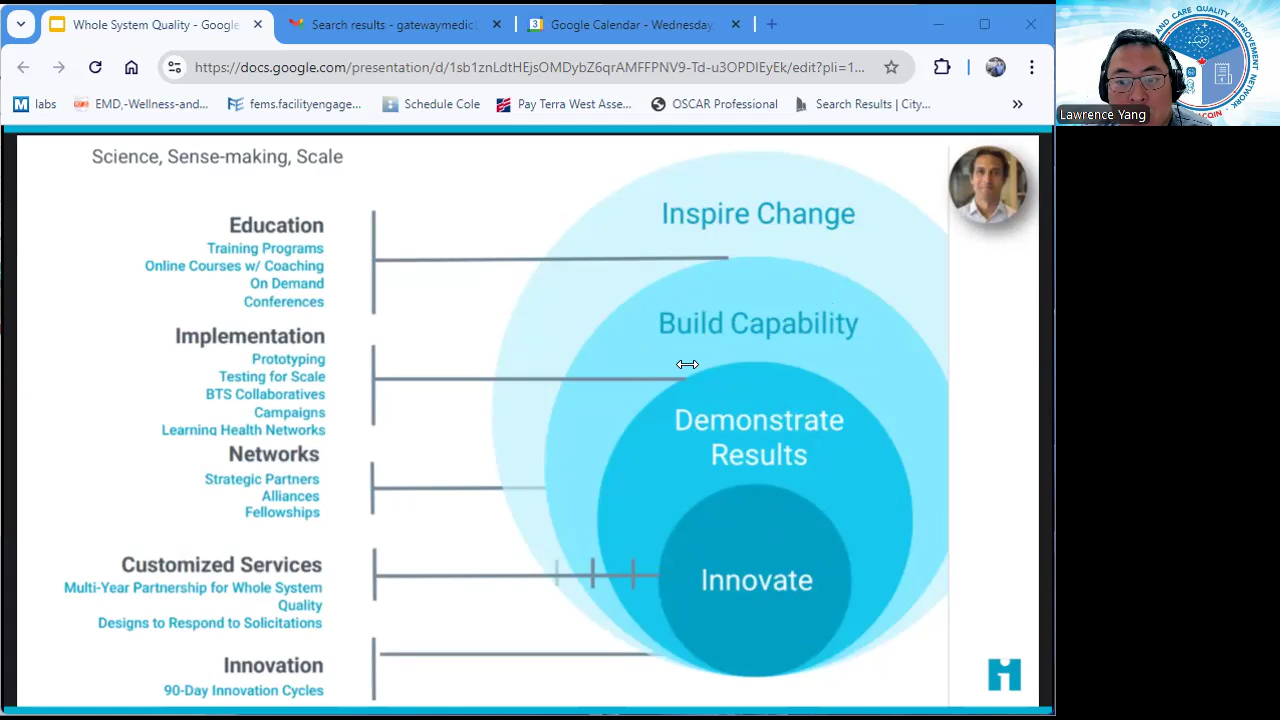 Whole System Quality - Google
Search results - gatewaymedic
Google Calendar - Wednesday,
https://docs.google.com/presentation/d/1sb1znLdtHEjsOMDybZ6qrAMFFPNV9-Td-u3OPDIEyEk/edit?pli=1...
labs
EMD,-Wellness-and...
fems.facilityengage...
Schedule Cole
Pay Terra West Asse...
OSCAR Professional
Search Results | City...
AND CARE QUALITY IMPROVEMENT NETWORK
Lawrence Yang
Science, Sense-making, Scale
Education
Training Programs
Online Courses w/ Coaching
On Demand
Conferences
Implementation
Prototyping
Testing for Scale
BTS Collaboratives
Campaigns
Learning Health Networks
Networks
Strategic Partners
Alliances
Fellowships
Customized Services
Multi-Year Partnership for Whole System
Quality
Designs to Respond to Solicitations
Innovation
90-Day Innovation Cycles
Inspire Change
Build Capability
Demonstrate
Results
Innovate